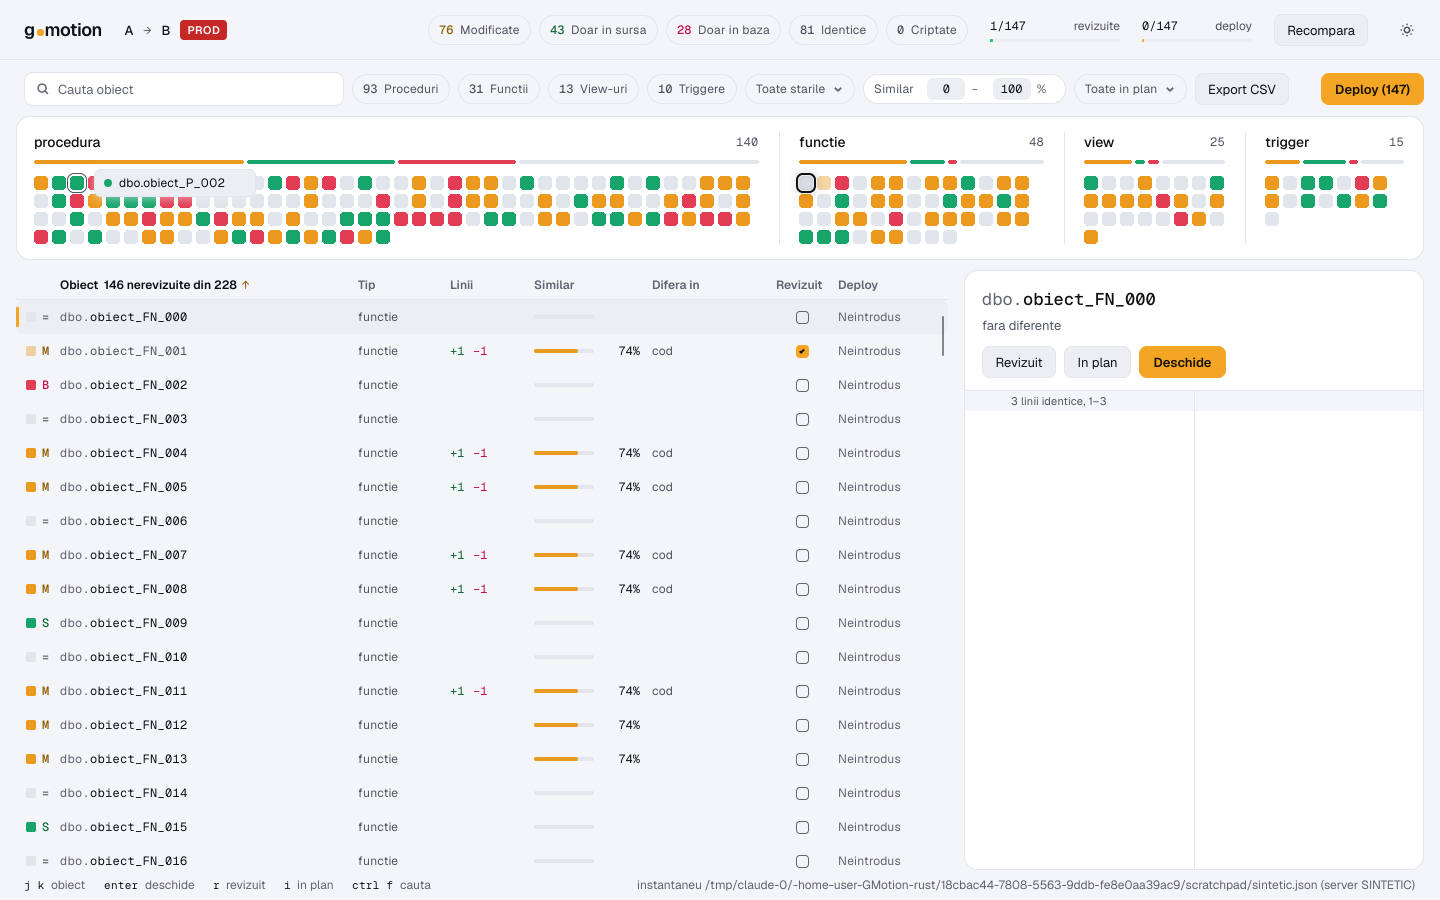 g motion A → B PROD 76 Modificate 43 Doar in sursa 28 Doar in baza 81 Identice 0 Criptate 1/147 revizuite 0/147 deploy Recompara
Cauta obiect 93 Proceduri 31 Functii 13 View-uri 10 Triggere Toate starile Similar 0 - 100 % Toate in plan Export CSV Deploy (147)
procedura 140 functie 48 view 25 trigger 15
dbo.obiect_P_002
Obiect 146 nerevizuite din 228 ↑ Tip Linii Similar Difera in Revizuit Deploy
= dbo.obiect_FN_000 functie Neintrodus
M dbo.obiect_FN_001 functie +1 -1 74% cod Neintrodus
B dbo.obiect_FN_002 functie Neintrodus
= dbo.obiect_FN_003 functie Neintrodus
M dbo.obiect_FN_004 functie +1 -1 74% cod Neintrodus
M dbo.obiect_FN_005 functie +1 -1 74% cod Neintrodus
= dbo.obiect_FN_006 functie Neintrodus
M dbo.obiect_FN_007 functie +1 -1 74% cod Neintrodus
M dbo.obiect_FN_008 functie +1 -1 74% cod Neintrodus
S dbo.obiect_FN_009 functie Neintrodus
= dbo.obiect_FN_010 functie Neintrodus
M dbo.obiect_FN_011 functie +1 -1 74% cod Neintrodus
M dbo.obiect_FN_012 functie 74% Neintrodus
M dbo.obiect_FN_013 functie 74% Neintrodus
= dbo.obiect_FN_014 functie Neintrodus
S dbo.obiect_FN_015 functie Neintrodus
= dbo.obiect_FN_016 functie Neintrodus
dbo.obiect_FN_000
fara diferente
Revizuit In plan Deschide
3 linii identice, 1–3
j k obiect enter deschide r revizuit i in plan ctrl f cauta
instantaneu /tmp/claude-0/-home-user-GMotion-rust/18cbac44-7808-5563-9ddb-fe8e0aa39ac9/scratchpad/sintetic.json (server SINTETIC)